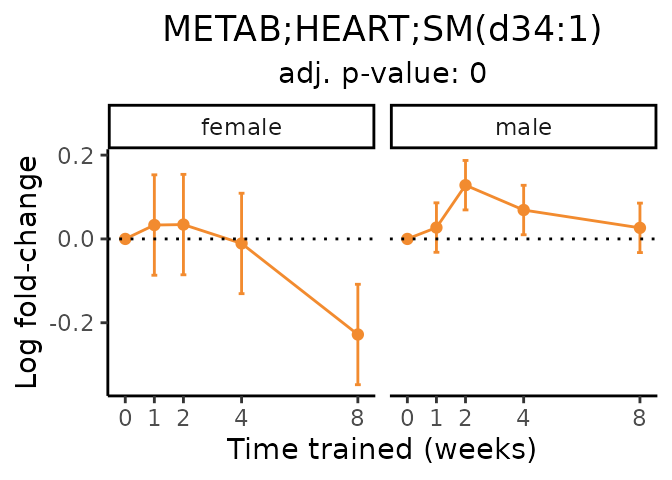 METAB;HEART;SM(d34:1)
adj. p-value: 0
female
male
Log fold-change
0.2
0.0
-0.2
0 1 2 4 8
0 1 2 4 8
Time trained (weeks)